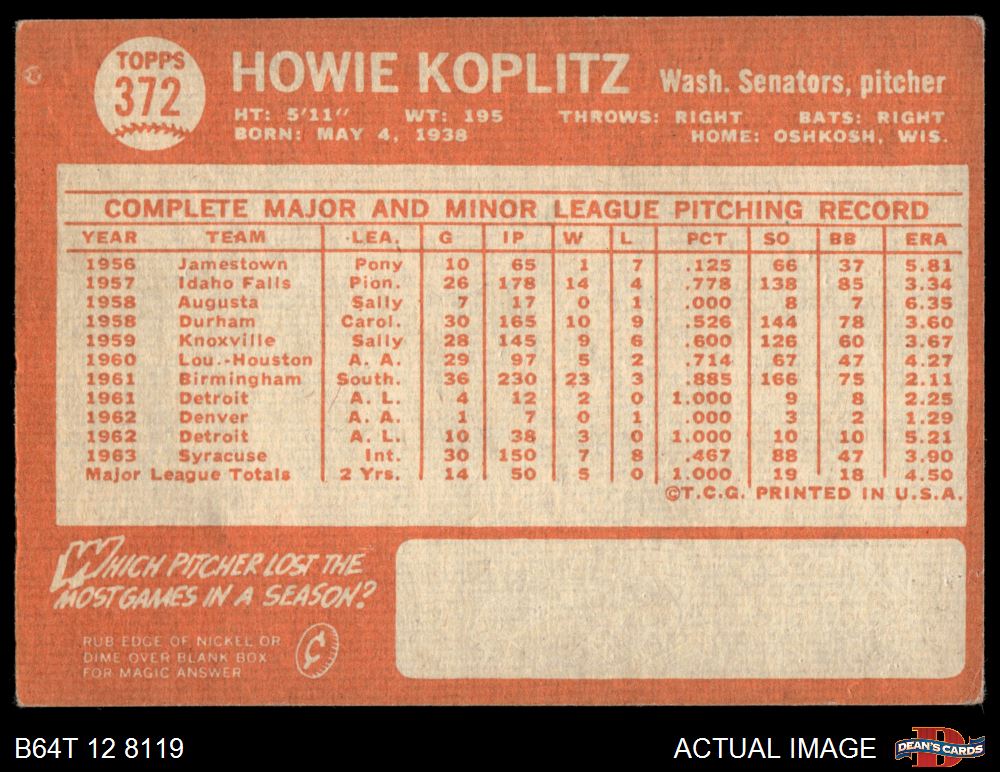 TOPPS
372
HOWIE KOPLITZ Wash. Senators, pitcher
HT: 5'11" WT: 195 THROWS: RIGHT BATS: RIGHT
BORN: MAY 4, 1938 HOME: OSHKOSH, WIS.
COMPLETE MAJOR AND MINOR LEAGUE PITCHING RECORD
YEAR TEAM LEA. G IP W L PCT SO BB ERA
1956 Jamestown Pony 10 65 1 7 .125 66 37 5.81
1957 Idaho Falls Pion. 26 178 14 4 .778 138 85 3.34
1958 Augusta Sally 7 17 0 1 .000 8 7 6.35
1958 Durham Carol. 30 165 10 9 .526 144 78 3.60
1959 Knoxville Sally 28 145 9 6 .600 126 60 3.67
1960 Lou.-Houston A. A. 29 97 5 2 .714 67 47 4.27
1961 Birmingham South. 36 230 23 3 .885 166 75 2.11
1961 Detroit A. L. 4 12 2 0 1.000 9 8 2.25
1962 Denver A. A. 1 7 0 1 .000 3 2 1.29
1962 Detroit A. L. 10 38 3 0 1.000 10 10 5.21
1963 Syracuse Int. 30 150 7 8 .467 88 47 3.90
Major League Totals 2 Yrs. 14 50 5 0 1.000 19 18 4.50
©T.C.G. PRINTED IN U.S.A.
WHICH PITCHER LOST THE
MOST GAMES IN A SEASON?
RUB EDGE OF NICKEL OR
DIME OVER BLANK BOX
FOR MAGIC ANSWER
¢
B64T 12 8119
ACTUAL IMAGE
D
DEAN'S CARDS